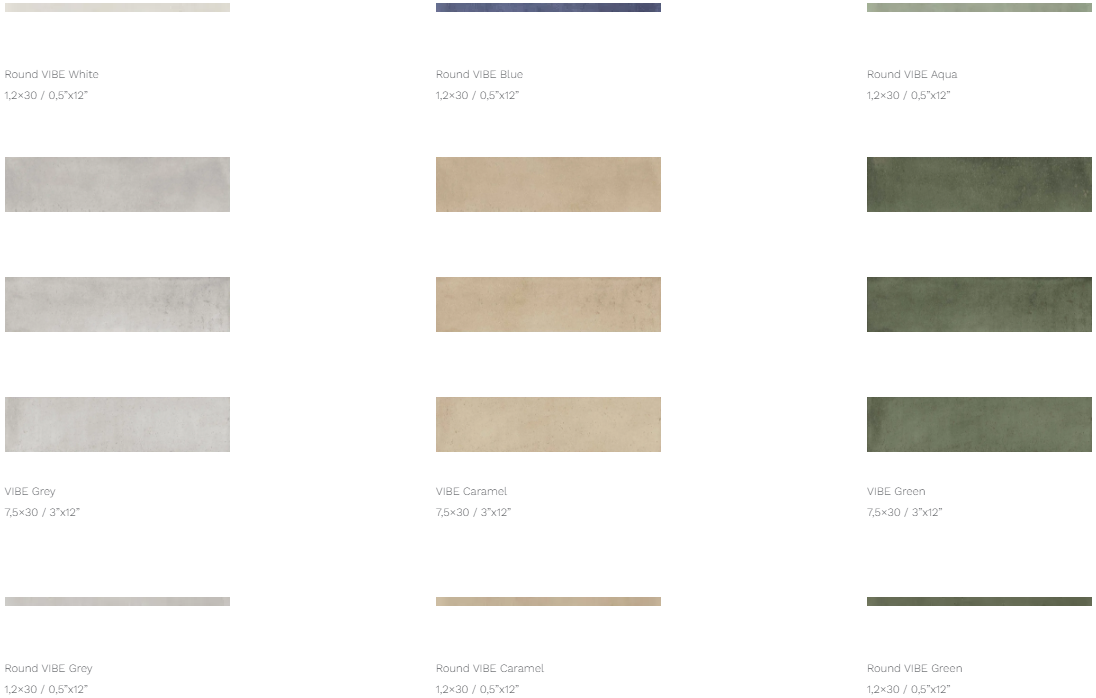 Round VIBE White
1,2×30 / 0,5”x12”
Round VIBE Blue
1,2×30 / 0,5”x12”
Round VIBE Aqua
1,2×30 / 0,5”x12”
VIBE Grey
7,5×30 / 3”x12”
VIBE Caramel
7,5×30 / 3”x12”
VIBE Green
7,5×30 / 3”x12”
Round VIBE Grey
1,2×30 / 0,5”x12”
Round VIBE Caramel
1,2×30 / 0,5”x12”
Round VIBE Green
1,2×30 / 0,5”x12”